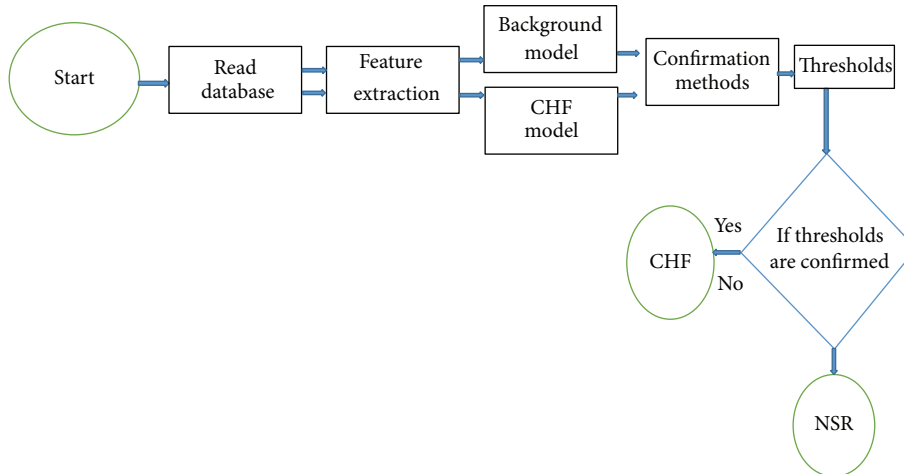 Start
Read
database
Feature
extraction
Background
model
CHF
model
Confirmation
methods
Thresholds
If thresholds
are confirmed
Yes
No
CHF
NSR